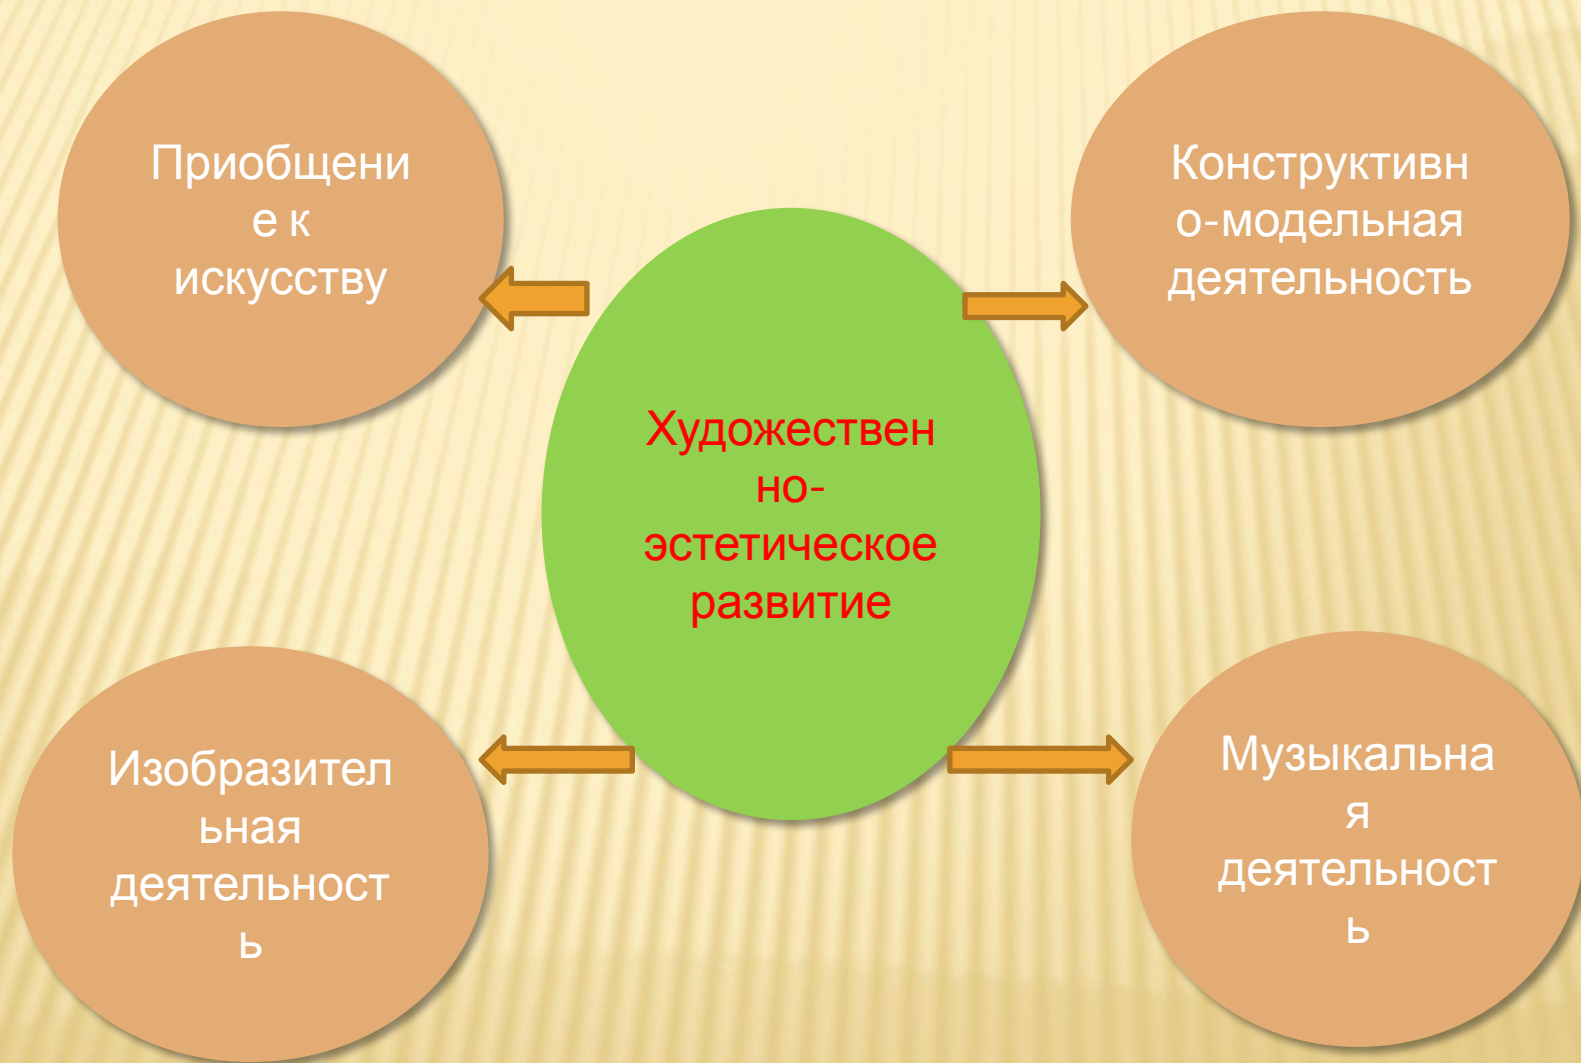 Приобщени
е к
искусству
Конструктивн
о-модельная
деятельность
Художествен
но-
эстетическое
развитие
Изобразител
ьная
деятельност
ь
Музыкальна
я
деятельност
ь